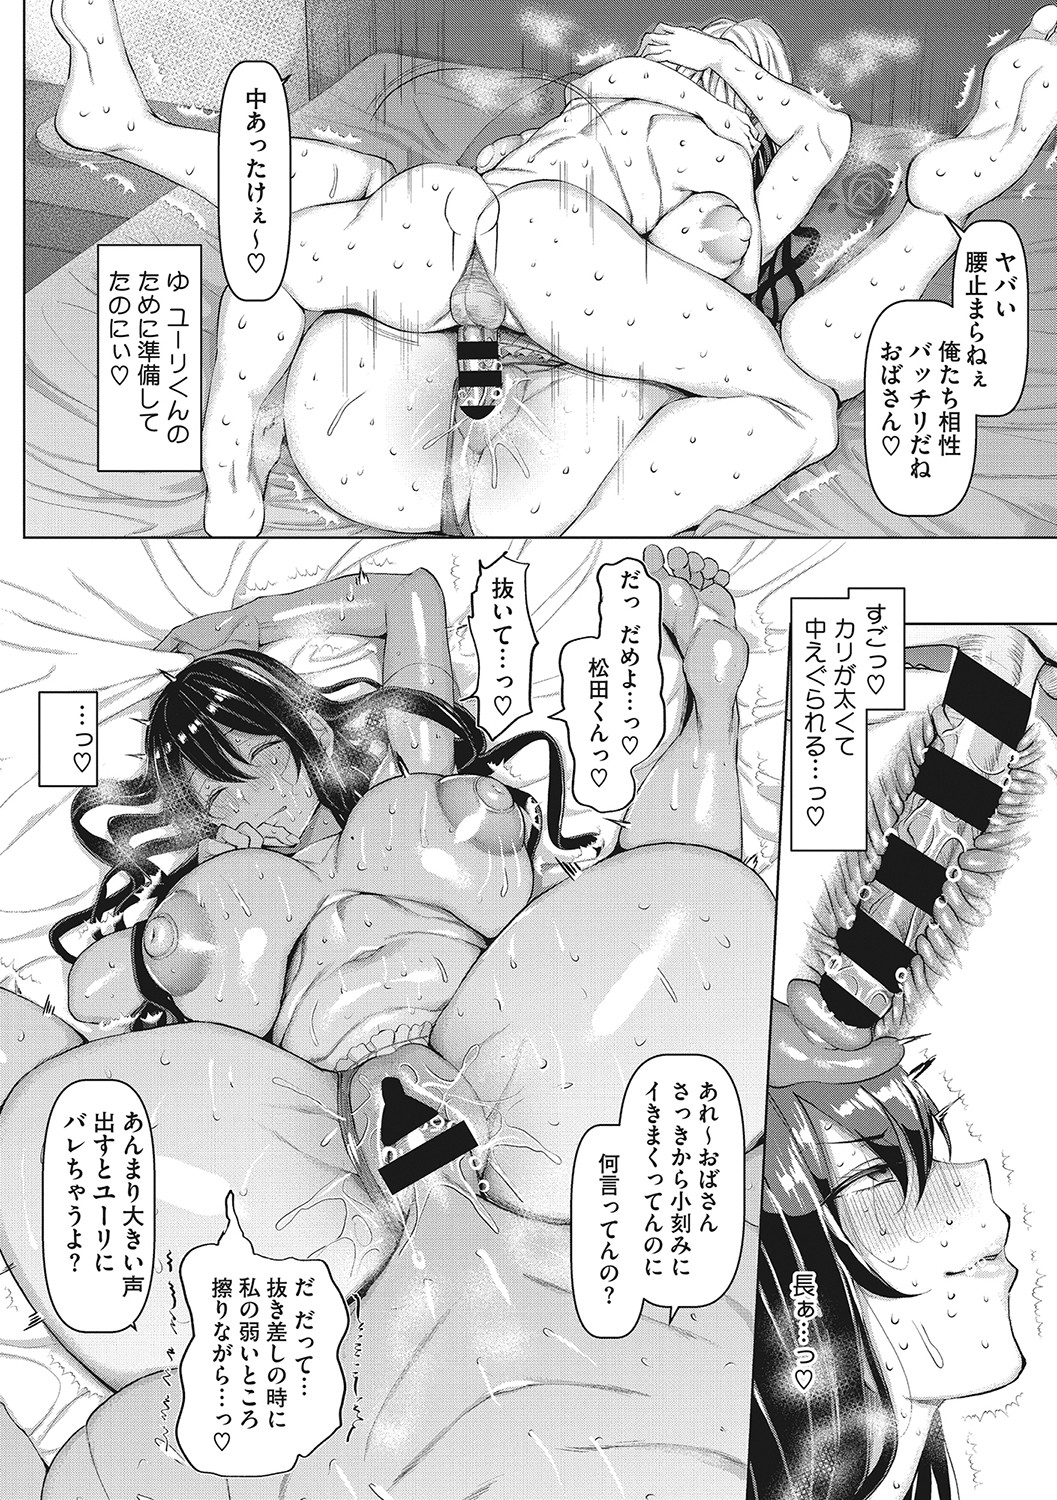 ヤバい
腰止まらねぇ
俺たち相性
バッチリだね
おばさん♡
中あったけぇ～♡
ゆ ユーリくんの
ために準備して
たのにぃ♡
すごっ♡
カリが太くて
中えぐられる…っ♡
長ぁ…っ♡
だっ だめよ…っ♡
松田くんっ♡
抜いて…っ♡
…っ♡
あれ～おばさん
さっきから小刻みに
イきまくってんのに
何言ってんの？
だ だって…
抜き差しの時に
私の弱いところ
擦りながら…っ♡
あんまり大きい声
出すとユーリに
バレちゃうよ？